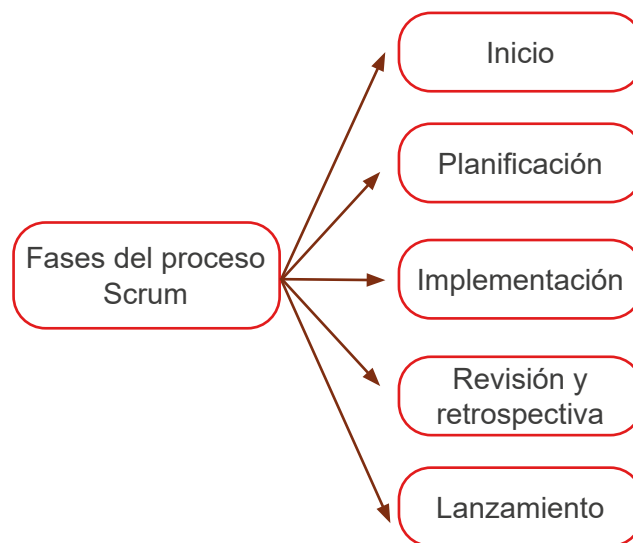 Fases del proceso
Scrum
Inicio
Planificación
Implementación
Revisión y
retrospectiva
Lanzamiento